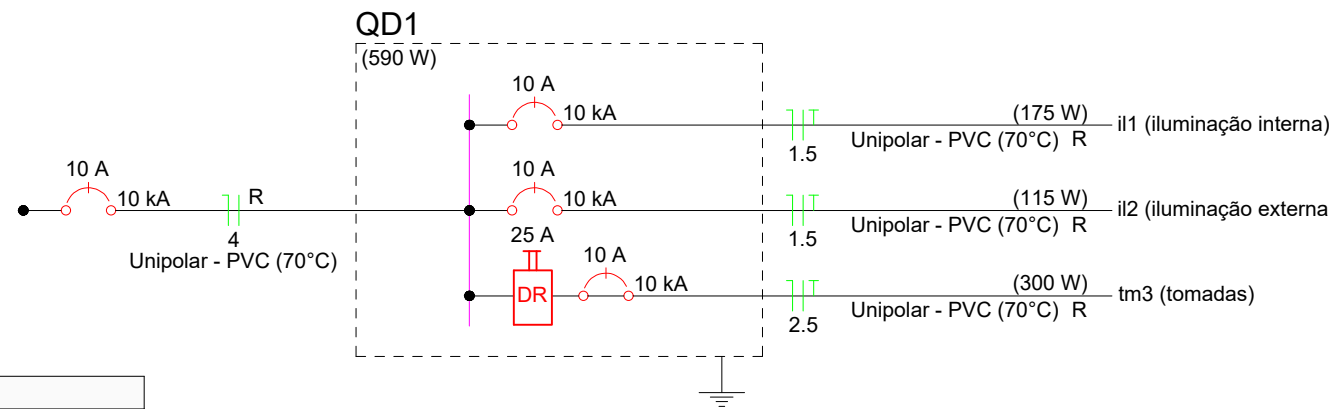 QD1
(590 W)
10 A
10 kA
1.5
(175 W)
Unipolar - PVC (70°C) R
il1 (iluminação interna)
10 A
10 kA
R
4
Unipolar - PVC (70°C)
10 A
10 kA
1.5
(115 W)
Unipolar - PVC (70°C) R
il2 (iluminação externa
25 A
DR
10 A
10 kA
2.5
(300 W)
Unipolar - PVC (70°C) R
tm3 (tomadas)